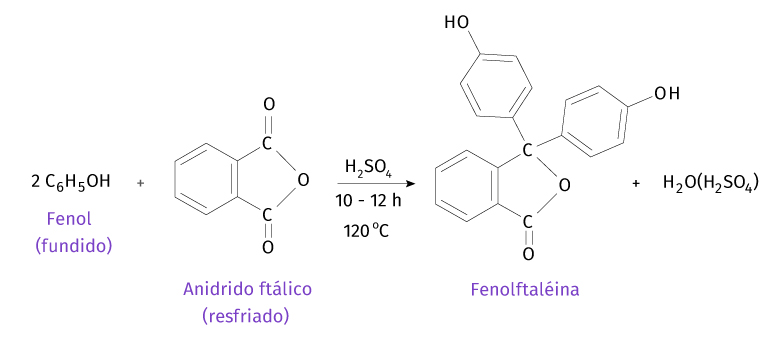 2 C₆H₅OH
Fenol
(fundido)
+
O
C
O
C
O
Anidrido ftálico
(resfriado)
H₂SO₄
10 - 12 h
120 °C
HO
OH
C
O
C
O
Fenolftaléina
+
H₂O(H₂SO₄)